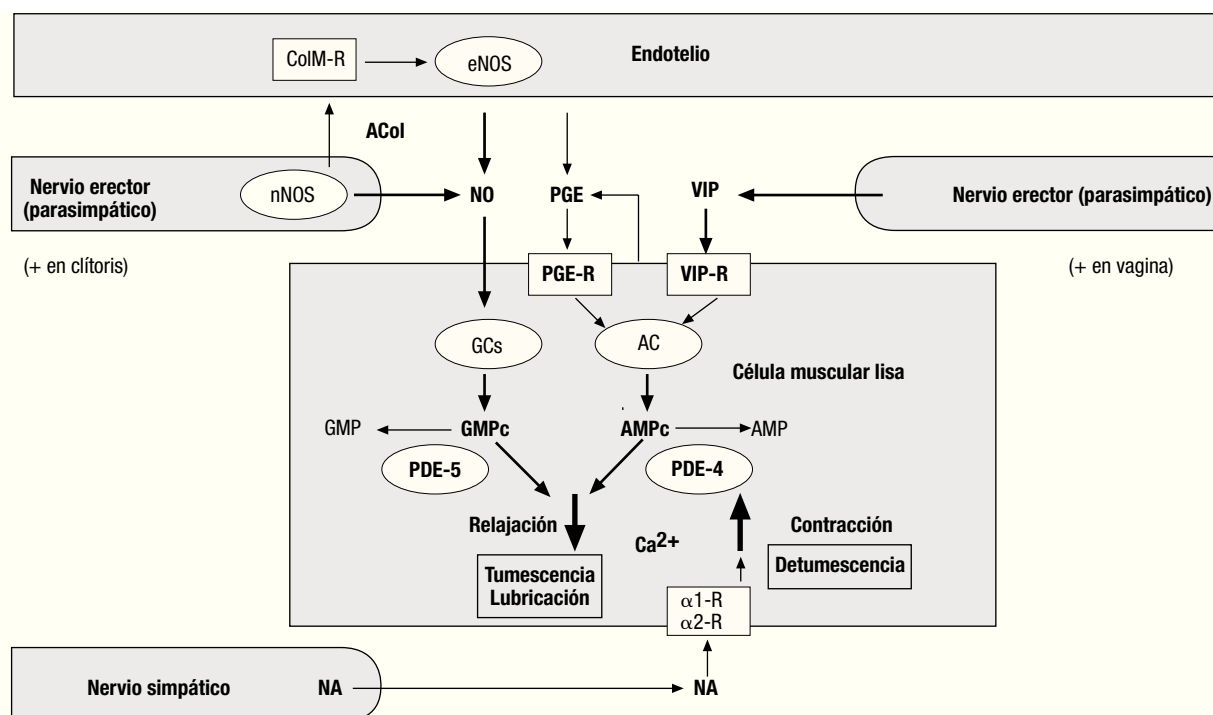 Endotelio
ColM-R
eNOS
ACol
Nervio erector
(parasimpático)
nNOS
NO
PGE
VIP
Nervio erector (parasimpático)
(+ en clítoris)
(+ en vagina)
PGE-R
VIP-R
GCs
AC
Célula muscular lisa
GMP
GMPc
AMPc
AMP
PDE-5
PDE-4
Relajación
Ca2+
Contracción
Tumescencia
Lubricación
Detumescencia
α1-R
α2-R
Nervio simpático
NA
NA